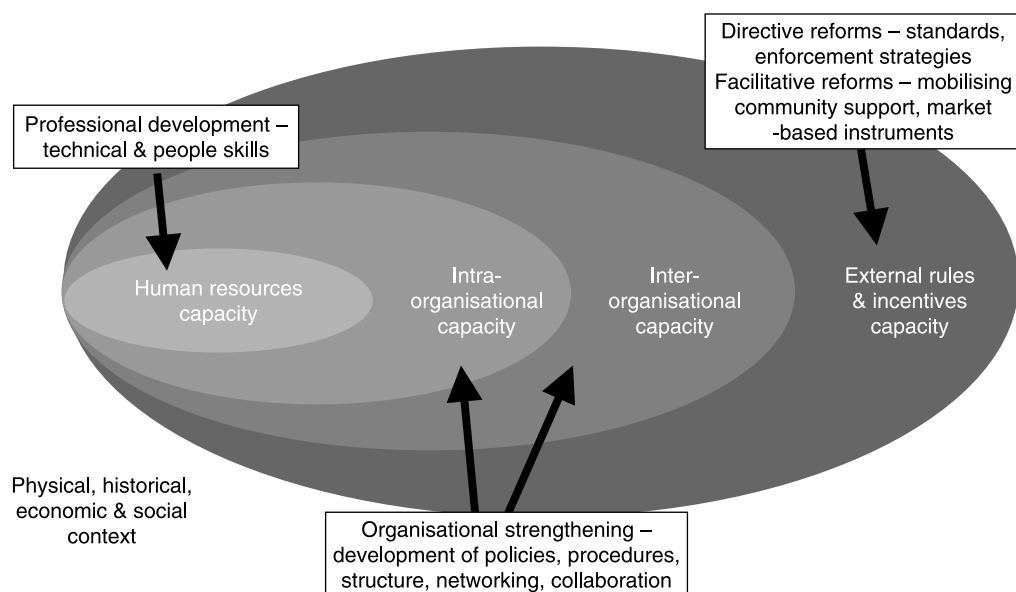 Directive reforms – standards,
enforcement strategies
Facilitative reforms – mobilising
community support, market
-based instruments
Professional development –
technical & people skills
Human resources
capacity
Intra-
organisational
capacity
Inter-
organisational
capacity
External rules
& incentives
capacity
Physical, historical,
economic & social
context
Organisational strengthening –
development of policies, procedures,
structure, networking, collaboration